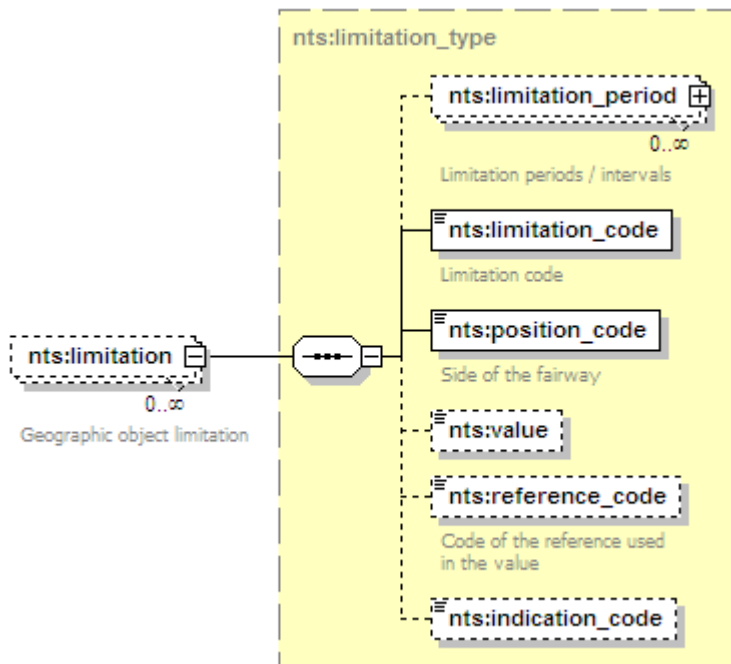 nts:limitation_type
nts:limitation_period
0..∞
Limitation periods / intervals
nts:limitation_code
Limitation code
nts:position_code
Side of the fairway
nts:limitation
0..∞
Geographic object limitation
nts:value
nts:reference_code
Code of the reference used
in the value
nts:indication_code